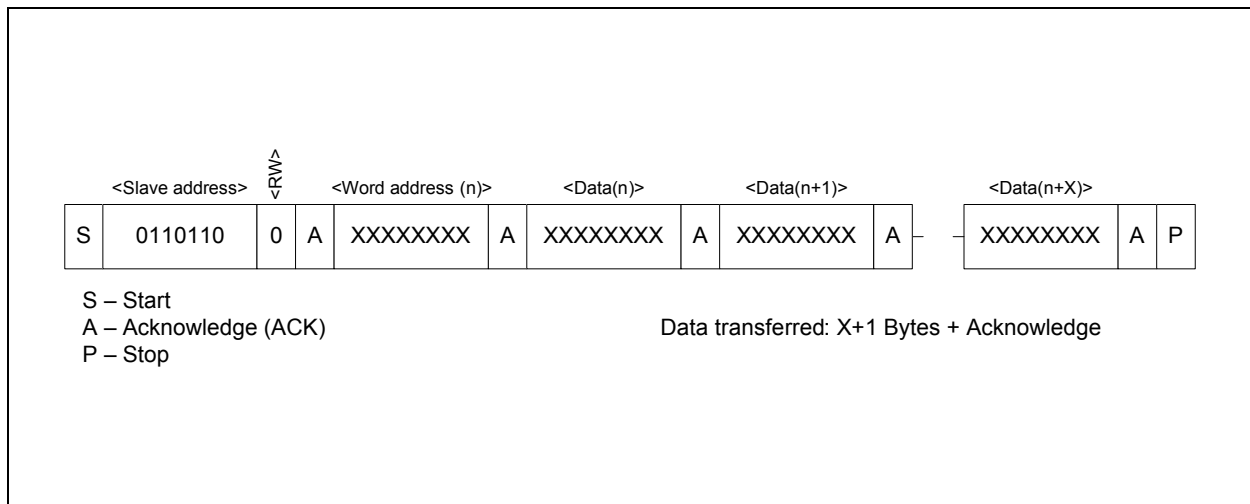 <Slave address> <RW> <Word address (n)> <Data(n)> <Data(n+1)> <Data(n+X)>
S 0110110 0 A XXXXXXXX A XXXXXXXX A XXXXXXXX A XXXXXXXX A P
S – Start
A – Acknowledge (ACK) Data transferred: X+1 Bytes + Acknowledge
P – Stop